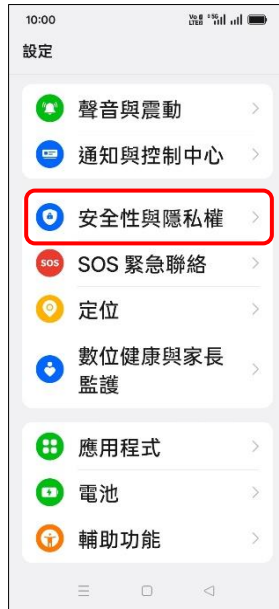 10:00
設定
聲音與震動
通知與控制中心
安全性與隱私權
SOS
SOS 緊急聯絡
定位
數位健康與家長
監護
應用程式
電池
輔助功能